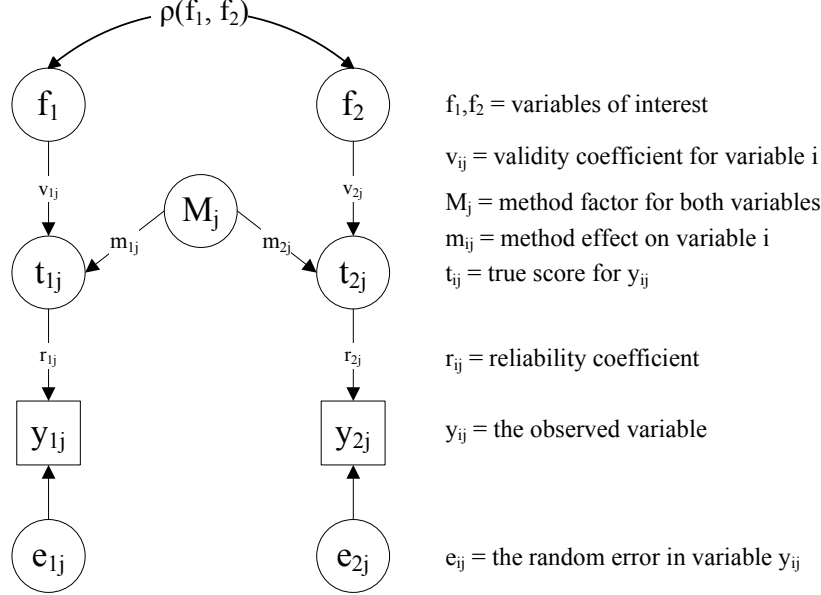 ρ(f₁, f₂)
f₁
f₂
f₁,f₂ = variables of interest
v₁ⱼ
v₂ⱼ
vᵢⱼ = validity coefficient for variable i
Mⱼ
Mⱼ = method factor for both variables
m₁ⱼ
m₂ⱼ
mᵢⱼ = method effect on variable i
t₁ⱼ
t₂ⱼ
tᵢⱼ = true score for yᵢⱼ
r₁ⱼ
r₂ⱼ
rᵢⱼ = reliability coefficient
y₁ⱼ
y₂ⱼ
yᵢⱼ = the observed variable
e₁ⱼ
e₂ⱼ
eᵢⱼ = the random error in variable yᵢⱼ